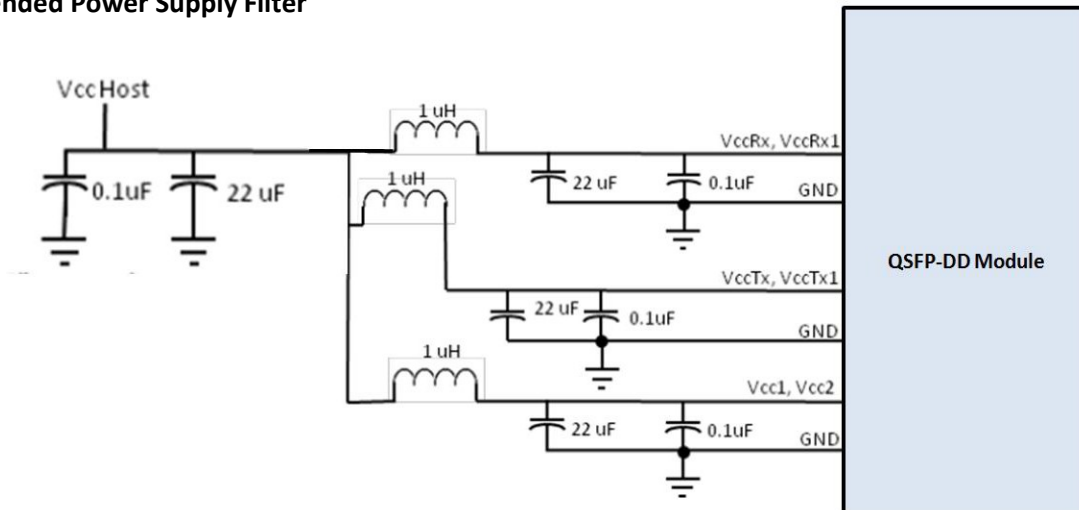 ended Power Supply Filter
VccHost
0.1uF
22 uF
1 uH
VccRx, VccRx1
22 uF
0.1uF
GND
1 uH
VccTx, VccTx1
22 uF
0.1uF
GND
1 uH
Vcc1, Vcc2
22 uF
0.1uF
GND
QSFP-DD Module